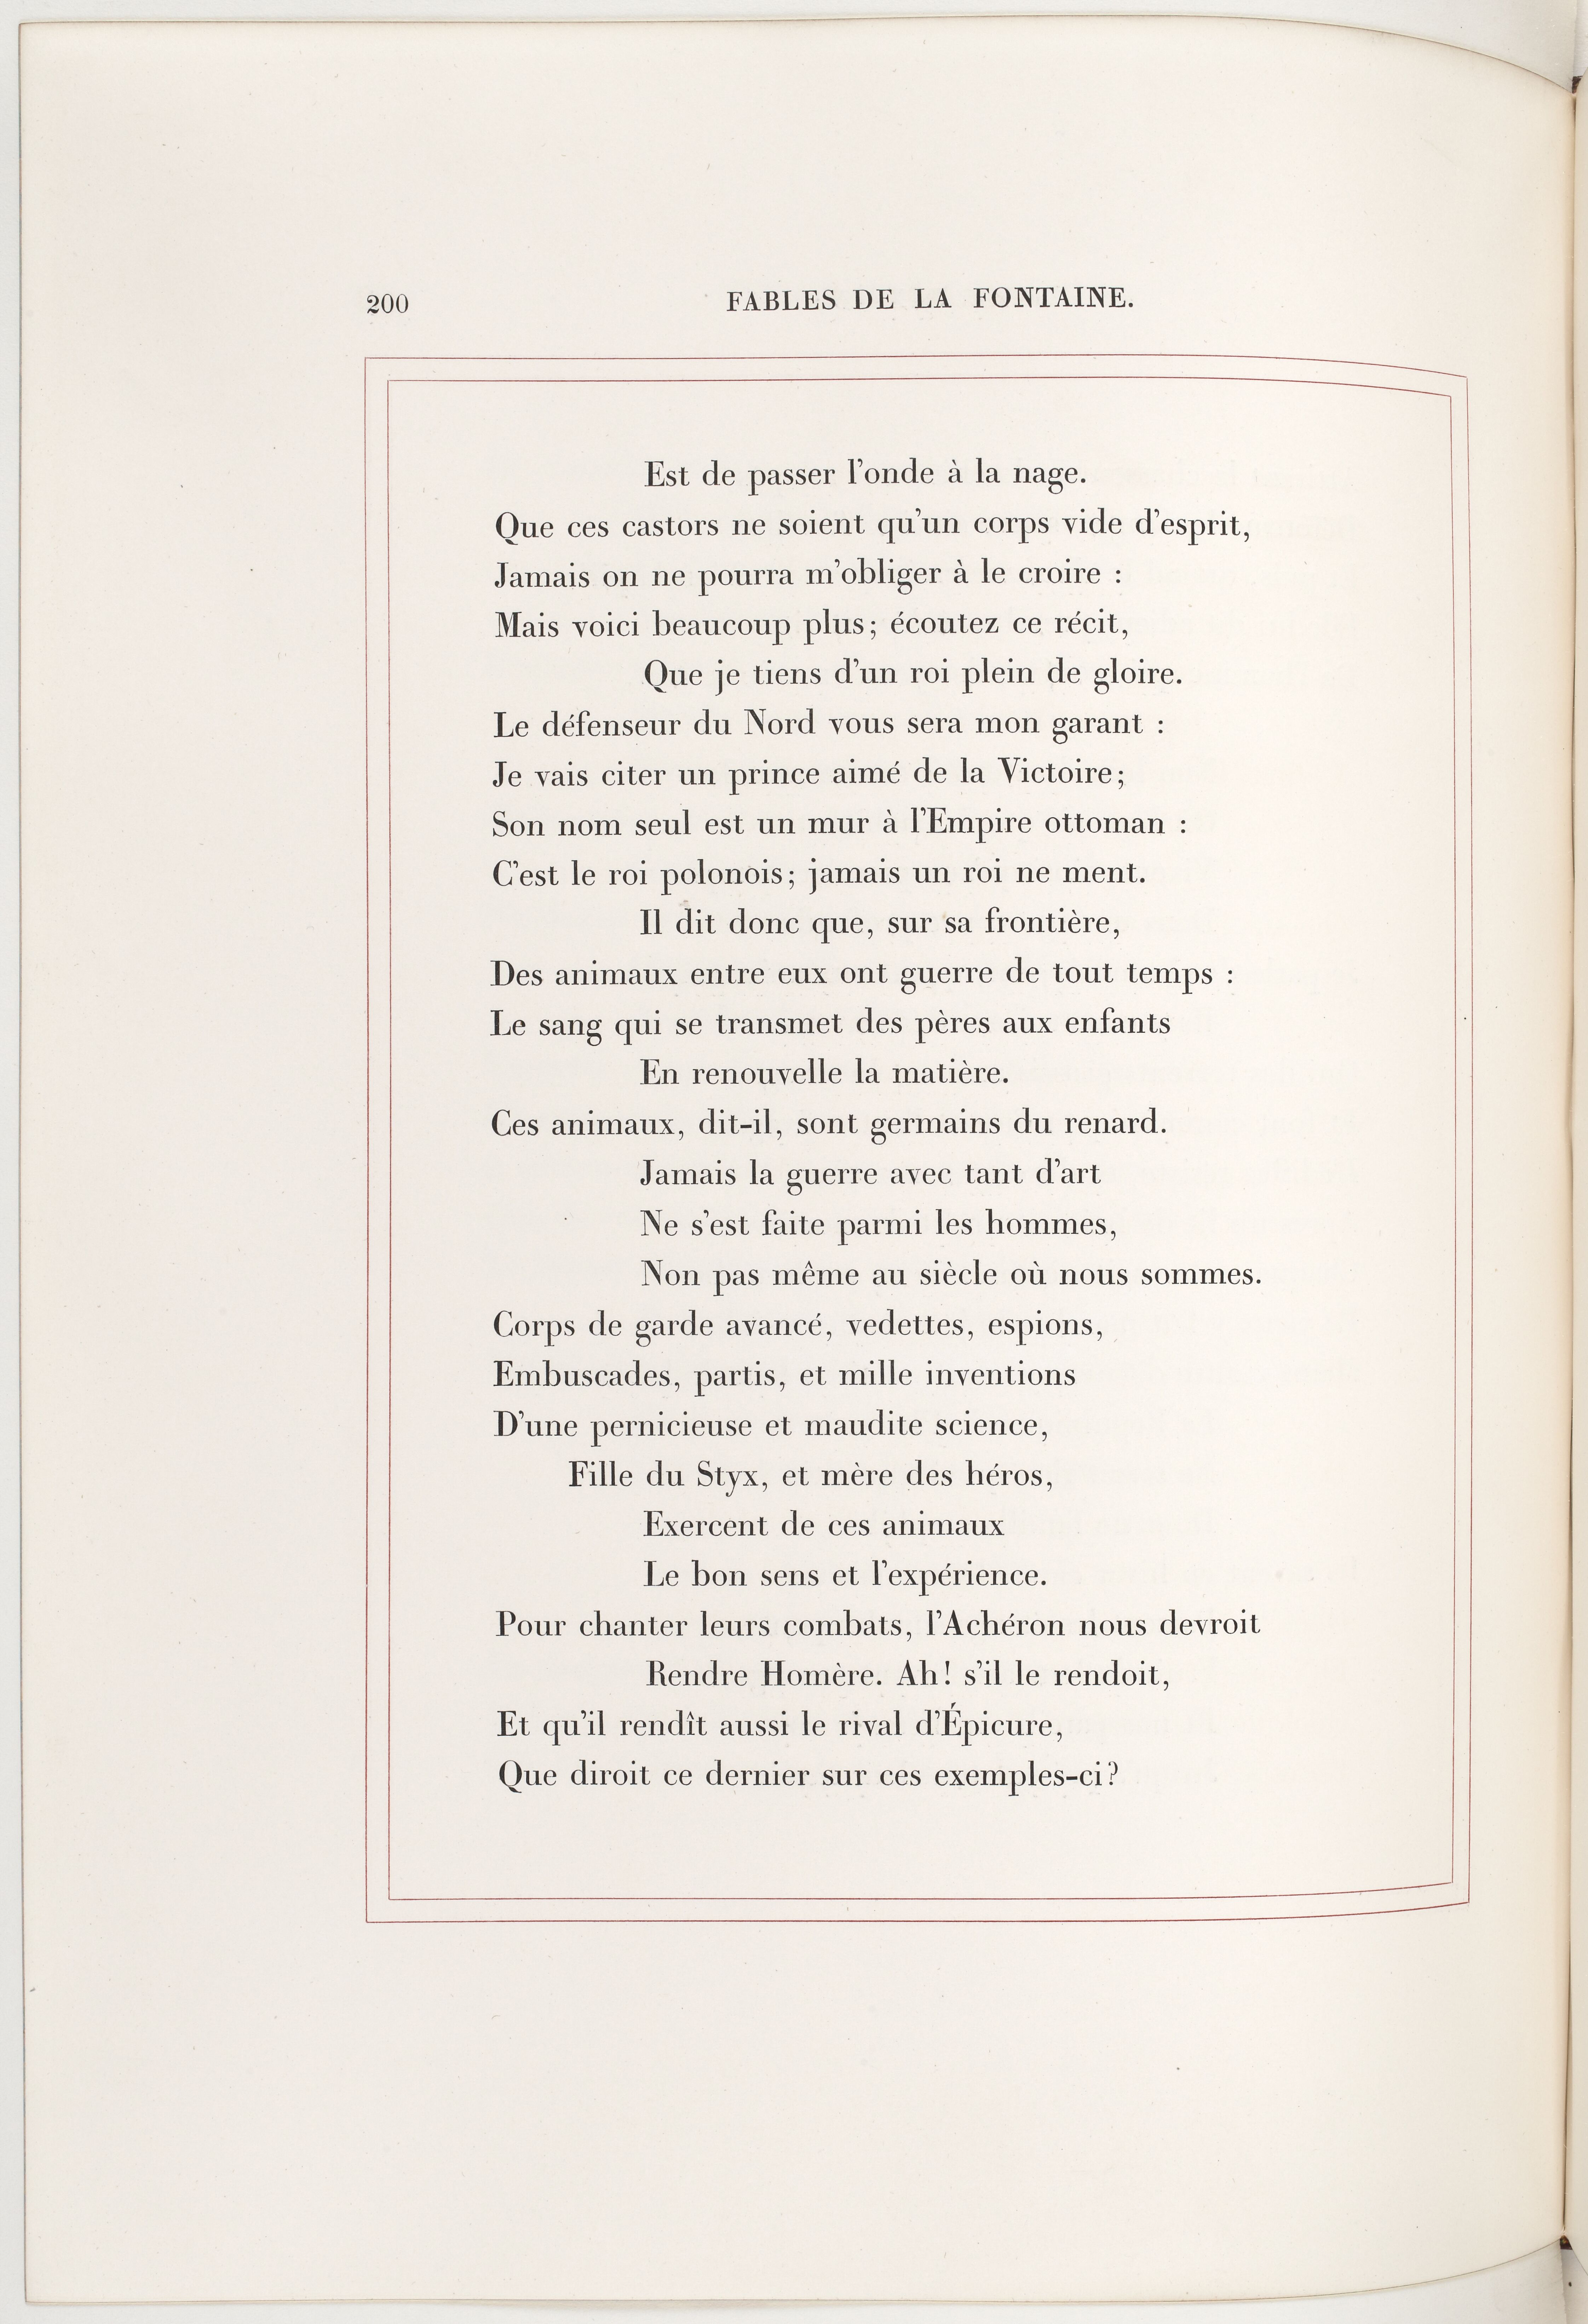 200 FABLES DE LA FONTAINE.
Est de passer l'onde à la nage.
Que ces castors ne soient qu'un corps vide d'esprit,
Jamais on ne pourra m'obliger à le croire :
Mais voici beaucoup plus; écoutez ce récit,
Que je tiens d'un roi plein de gloire.
Le défenseur du Nord vous sera mon garant :
Je vais citer un prince aimé de la Victoire;
Son nom seul est un mur à l'Empire ottoman :
C'est le roi polonois; jamais un roi ne ment.
Il dit donc que, sur sa frontière,
Des animaux entre eux ont guerre de tout temps :
Le sang qui se transmet des pères aux enfants
En renouvelle la matière.
Ces animaux, dit-il, sont germains du renard.
Jamais la guerre avec tant d'art
Ne s'est faite parmi les hommes,
Non pas même au siècle où nous sommes.
Corps de garde avancé, vedettes, espions,
Embuscades, partis, et mille inventions
D'une pernicieuse et maudite science,
Fille du Styx, et mère des héros,
Exercent de ces animaux
Le bon sens et l'expérience.
Pour chanter leurs combats, l'Achéron nous devroit
Rendre Homère. Ah! s'il le rendoit,
Et qu'il rendît aussi le rival d'Épicure,
Que diroit ce dernier sur ces exemples-ci?